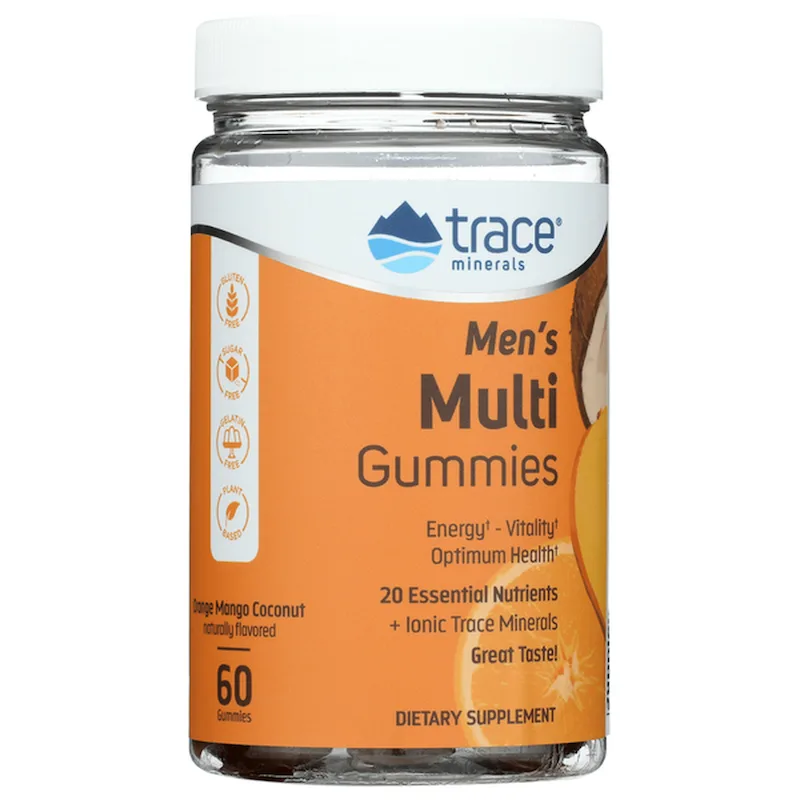 trace®
minerals
Men's
Multi
Gummies
Energy† - Vitality†
Optimum Health†
20 Essential Nutrients
+ Ionic Trace Minerals
Great Taste!
DIETARY SUPPLEMENT
GLUTEN
FREE
SUGAR
FREE
GELATIN
FREE
PLANT
BASED
Orange Mango Coconut
naturally flavored
60
Gummies